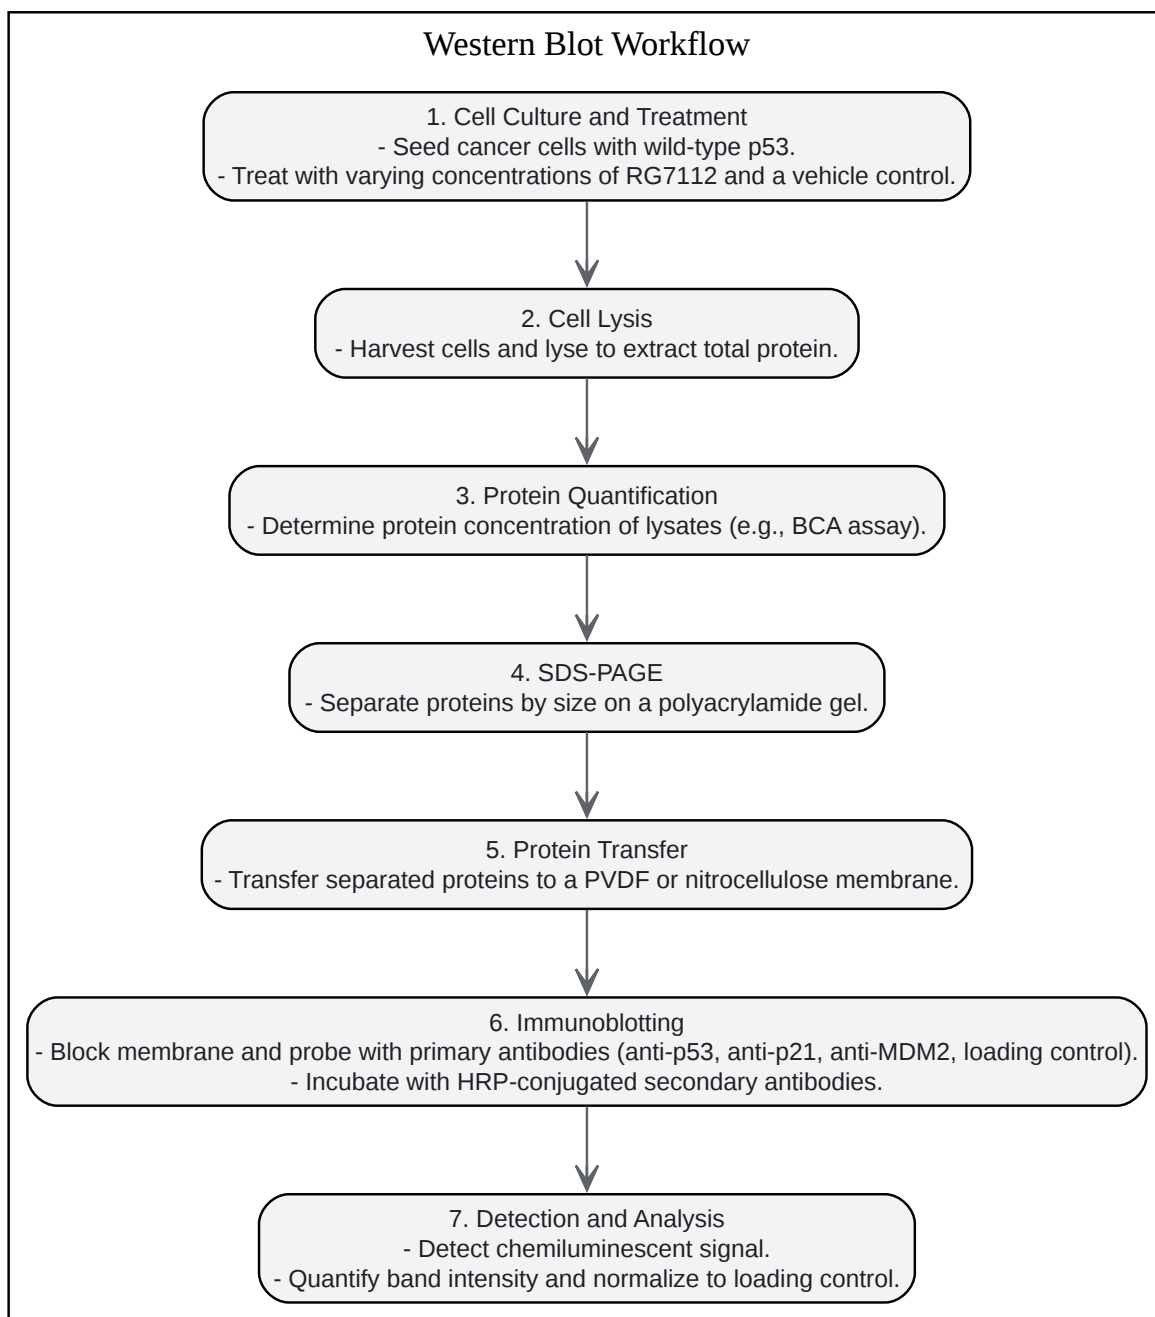 Western Blot Workflow
1. Cell Culture and Treatment
- Seed cancer cells with wild-type p53.
- Treat with varying concentrations of RG7112 and a vehicle control.
2. Cell Lysis
- Harvest cells and lyse to extract total protein.
3. Protein Quantification
- Determine protein concentration of lysates (e.g., BCA assay).
4. SDS-PAGE
- Separate proteins by size on a polyacrylamide gel.
5. Protein Transfer
- Transfer separated proteins to a PVDF or nitrocellulose membrane.
6. Immunoblotting
- Block membrane and probe with primary antibodies (anti-p53, anti-p21, anti-MDM2, loading control).
- Incubate with HRP-conjugated secondary antibodies.
7. Detection and Analysis
- Detect chemiluminescent signal.
- Quantify band intensity and normalize to loading control.